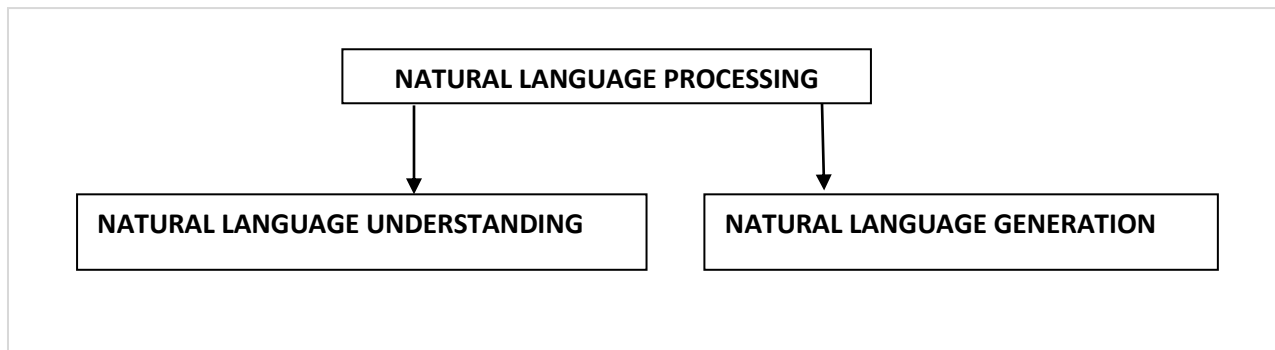 NATURAL LANGUAGE PROCESSING
NATURAL LANGUAGE UNDERSTANDING
NATURAL LANGUAGE GENERATION